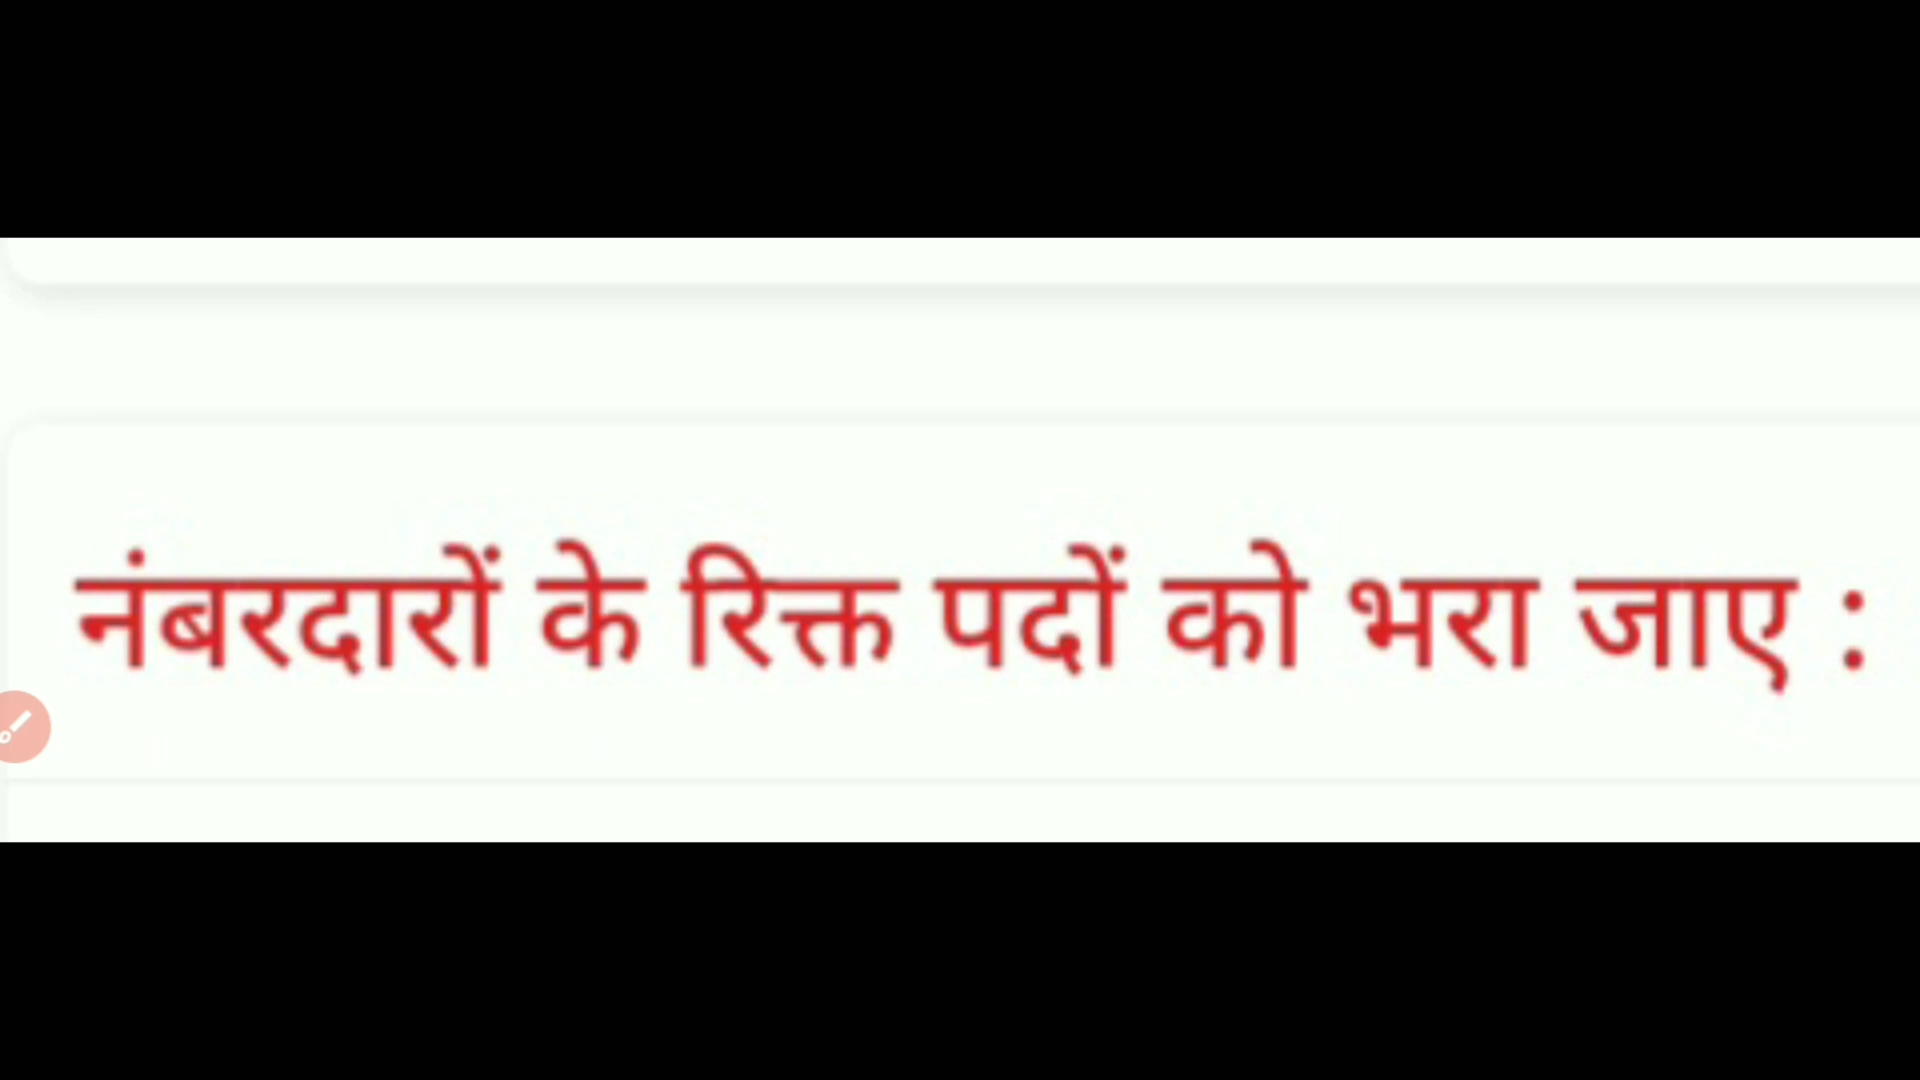 नंबरदारों के रिक्त पदों को भरा जाए :